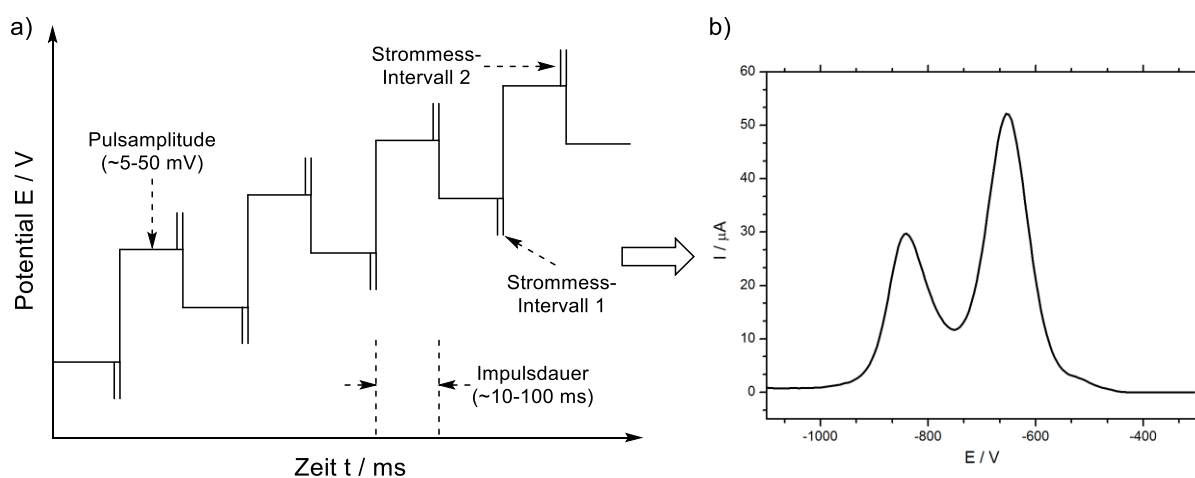 a)
Potential E / V
Pulsamplitude
(~5-50 mV)
Strommess-
Intervall 2
Strommess-
Intervall 1
Impulsdauer
(~10-100 ms)
Zeit t / ms
b)
I / µA
60
50
40
30
20
10
0
-1000
-800
-600
-400
E / V